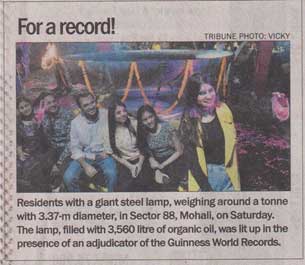 For a record!
TRIBUNE PHOTO: VICKY
Residents with a giant steel lamp, weighing around a tonne
with 3.37-m diameter, in Sector 88, Mohali, on Saturday.
The lamp, filled with 3,560 litre of organic oil, was lit up in the
presence of an adjudicator of the Guinness World Records.